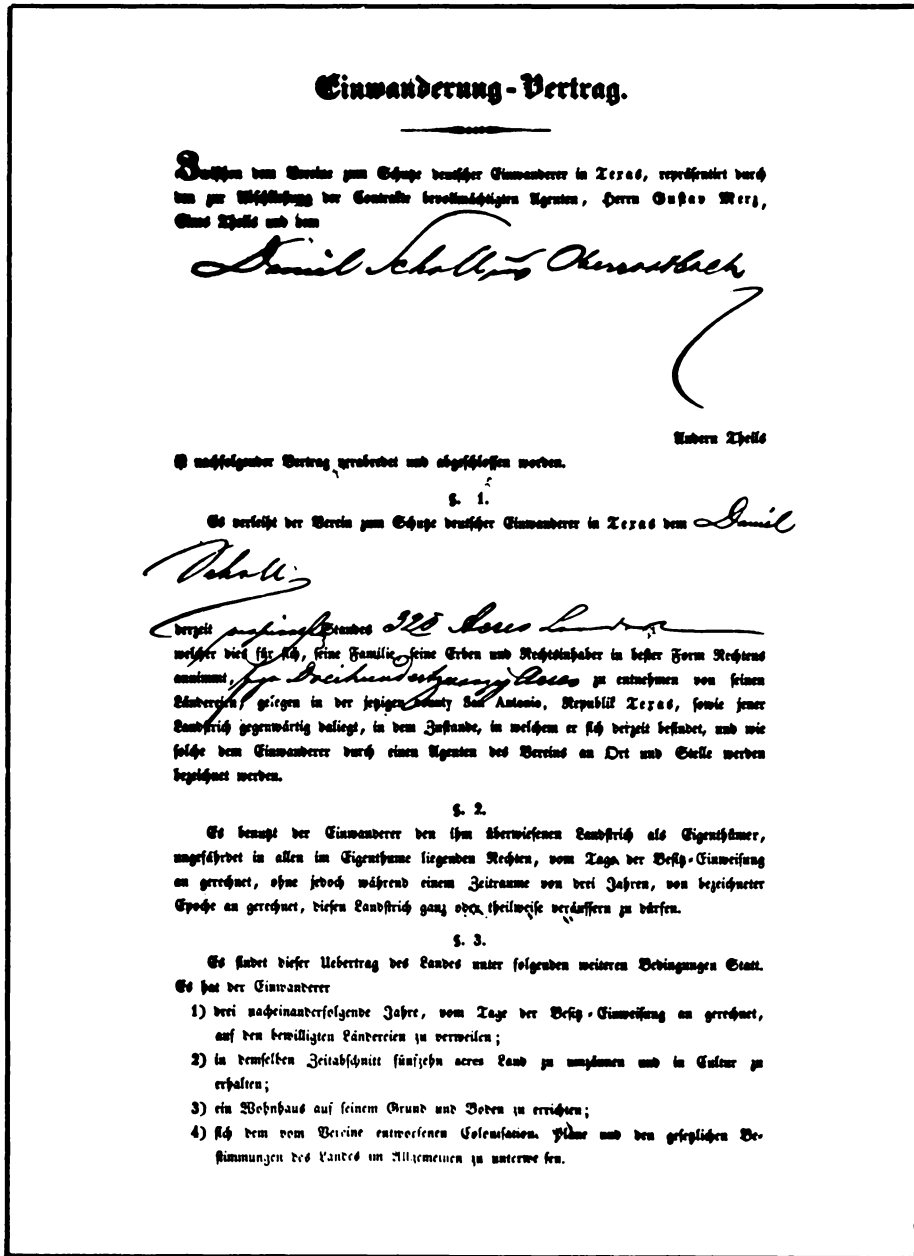 Einwanderung-Vertrag.
Zwischen dem Vereine zum Schutze deutscher Einwanderer in Texas, repräsentirt durch
den zur Abschließung der Contrakte bevollmächtigten Agenten, Herrn Gustav Merz,
Eines Theils und dem
Daniel Scholl aus Oberrossbach
Andern Theils
ist nachfolgender Vertrag verabredet und abgeschlossen worden.
§. 1.
Es verleiht der Verein zum Schutze deutscher Einwanderer in Texas dem Daniel
Scholl
derzeit Standes 320 Acres Landes
welcher dies für sich, seine Familie, seine Erben und Rechtsinhaber in bester Form Rechtens
annimmt, Dreihundertzwanzig Acres zu entnehmen von seinen
Ländereien, gelegen in der jetzigen County San Antonio, Republik Texas, sowie jener
Landstrich gegenwärtig daliegt, in dem Zustande, in welchem er sich derzeit befindet, und wie
solche dem Einwanderer durch einen Agenten des Vereins an Ort und Stelle werden
bezeichnet werden.
§. 2.
Es benutzt der Einwanderer den ihm überwiesenen Landstrich als Eigenthümer,
ungefährdet in allen im Eigenthume liegenden Rechten, vom Tage der Besitz-Einweisung
an gerechnet, ohne jedoch während einem Zeitraume von drei Jahren, von bezeichneter
Epoche an gerechnet, diesen Landstrich ganz oder theilweise veräussern zu dürfen.
§. 3.
Es findet dieser Uebertrag des Landes unter folgenden weiteren Bedingungen Statt.
Es hat der Einwanderer
1) drei nacheinanderfolgende Jahre, vom Tage der Besitz-Einweisung an gerechnet,
auf den bewilligten Ländereien zu verweilen;
2) in demselben Zeitabschnitt fünfzehn acres Land zu umzäunen und in Cultur zu
erhalten;
3) ein Wohnhaus auf seinem Grund und Boden zu errichten;
4) sich dem vom Vereine entworfenen Colonisation. Plane und den gesetzlichen Be-
stimmungen des Landes im Allgemeinen zu unterwerfen.